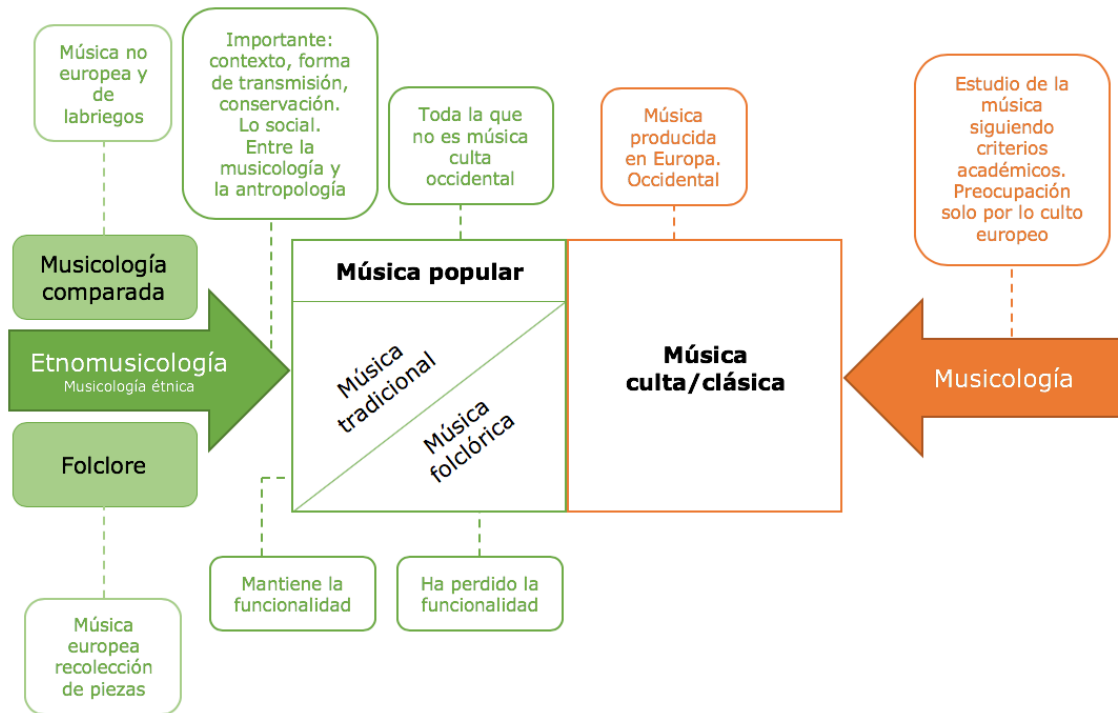 Música no
europea y
de
labriegos
Importante:
contexto, forma
de transmisión,
conservación.
Lo social.
Entre la
musicología y
la antropología
Toda la que
no es música
culta
occidental
Música
producida
en Europa.
Occidental
Estudio de la
música
siguiendo
criterios
académicos.
Preocupación
solo por lo culto
europeo
Musicología
comparada
Etnomusicología
Musicología étnica
Folclore
Música popular
Música
tradicional
Música
folclórica
Música
culta/clásica
Musicología
Mantiene la
funcionalidad
Ha perdido la
funcionalidad
Música
europea
recolección
de piezas